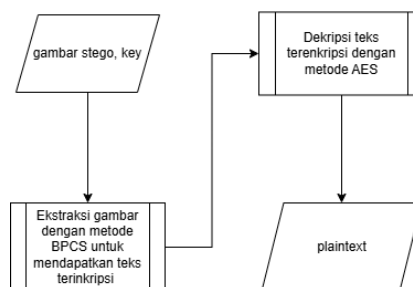 gambar stego, key
Ekstraksi gambar
dengan metode
BPCS untuk
mendapatkan teks
terinkripsi
Dekripsi teks
terenkripsi dengan
metode AES
plaintext